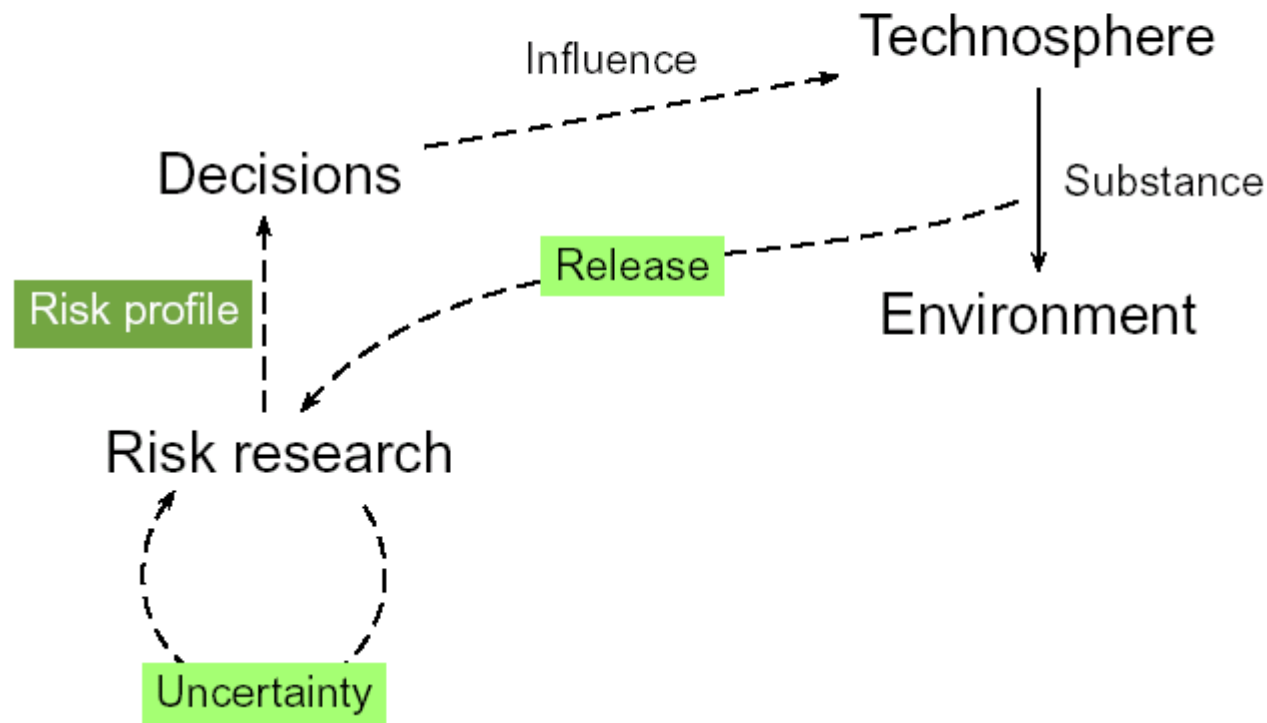 Technosphere
Influence
Decisions
Substance
Release
Risk profile
Environment
Risk research
Uncertainty